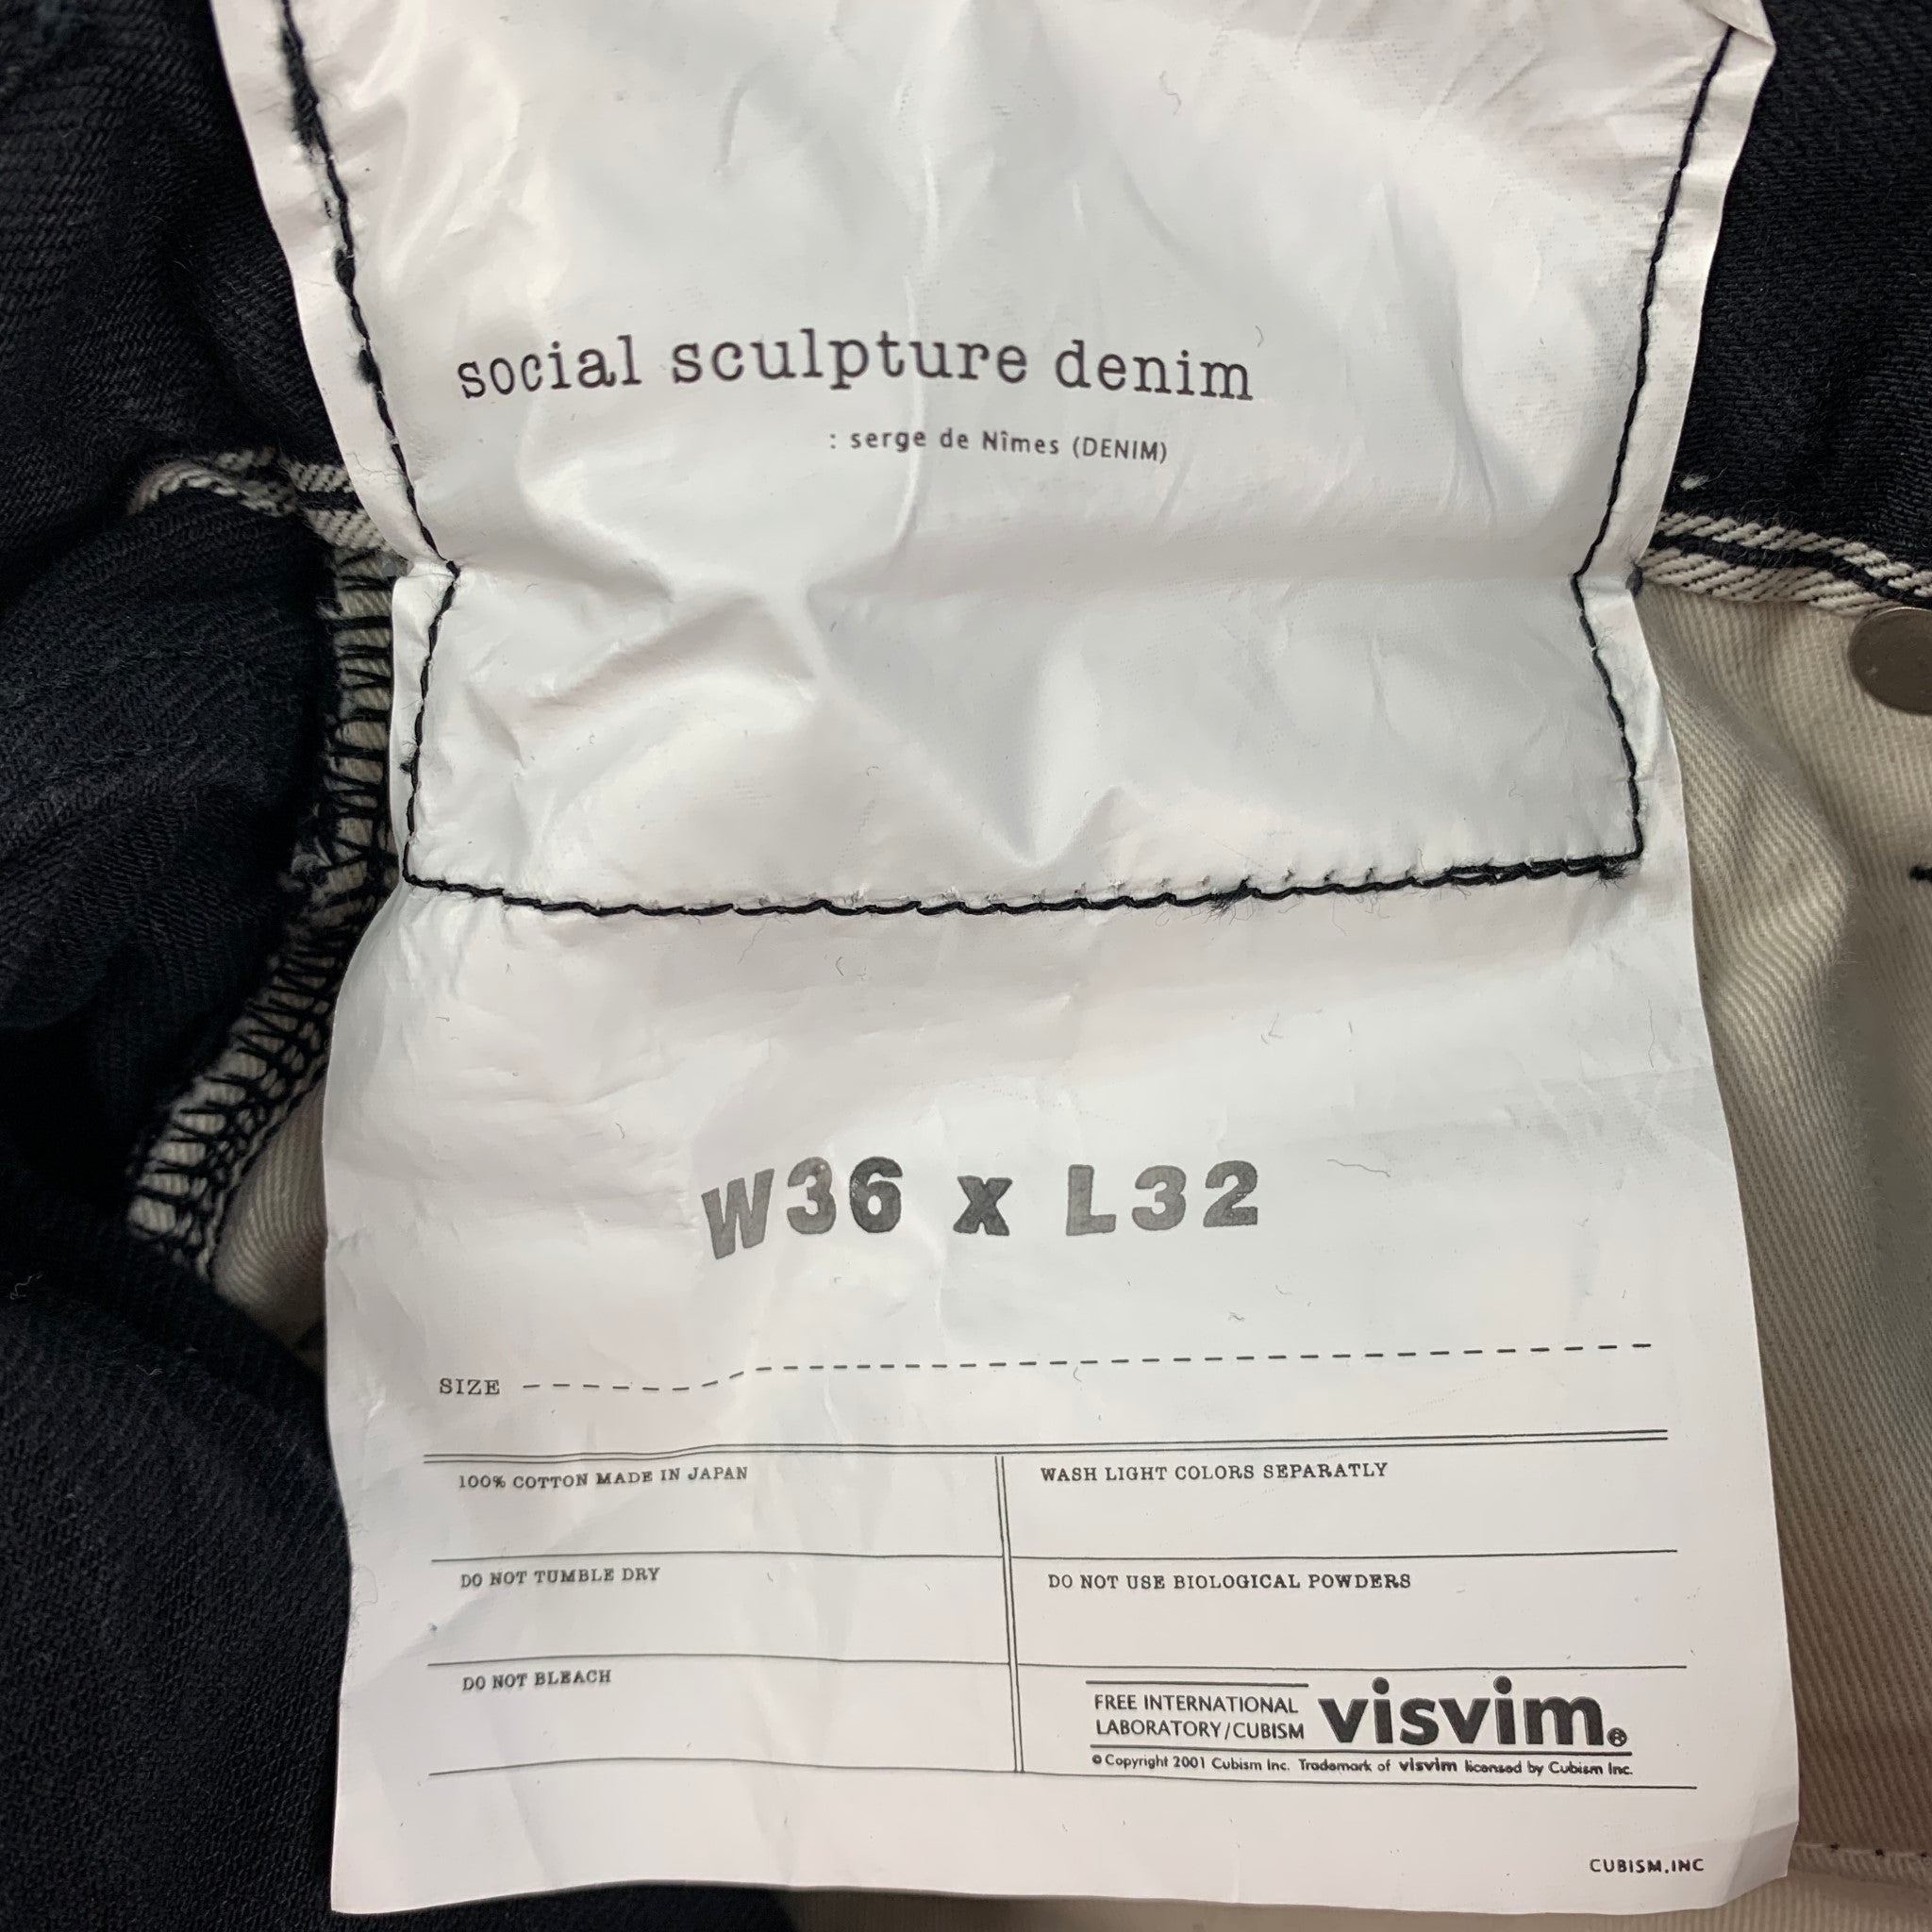 social sculpture denim
: serge de Nîmes (DENIM)
W36 x L32
SIZE
100% COTTON MADE IN JAPAN
WASH LIGHT COLORS SEPARATLY
DO NOT TUMBLE DRY
DO NOT USE BIOLOGICAL POWDERS
DO NOT BLEACH
FREE INTERNATIONAL
LABORATORY/CUBISM
visvim®
© Copyright 2001 Cubism Inc. Trademark of visvim licensed by Cubism Inc.
CUBISM,INC